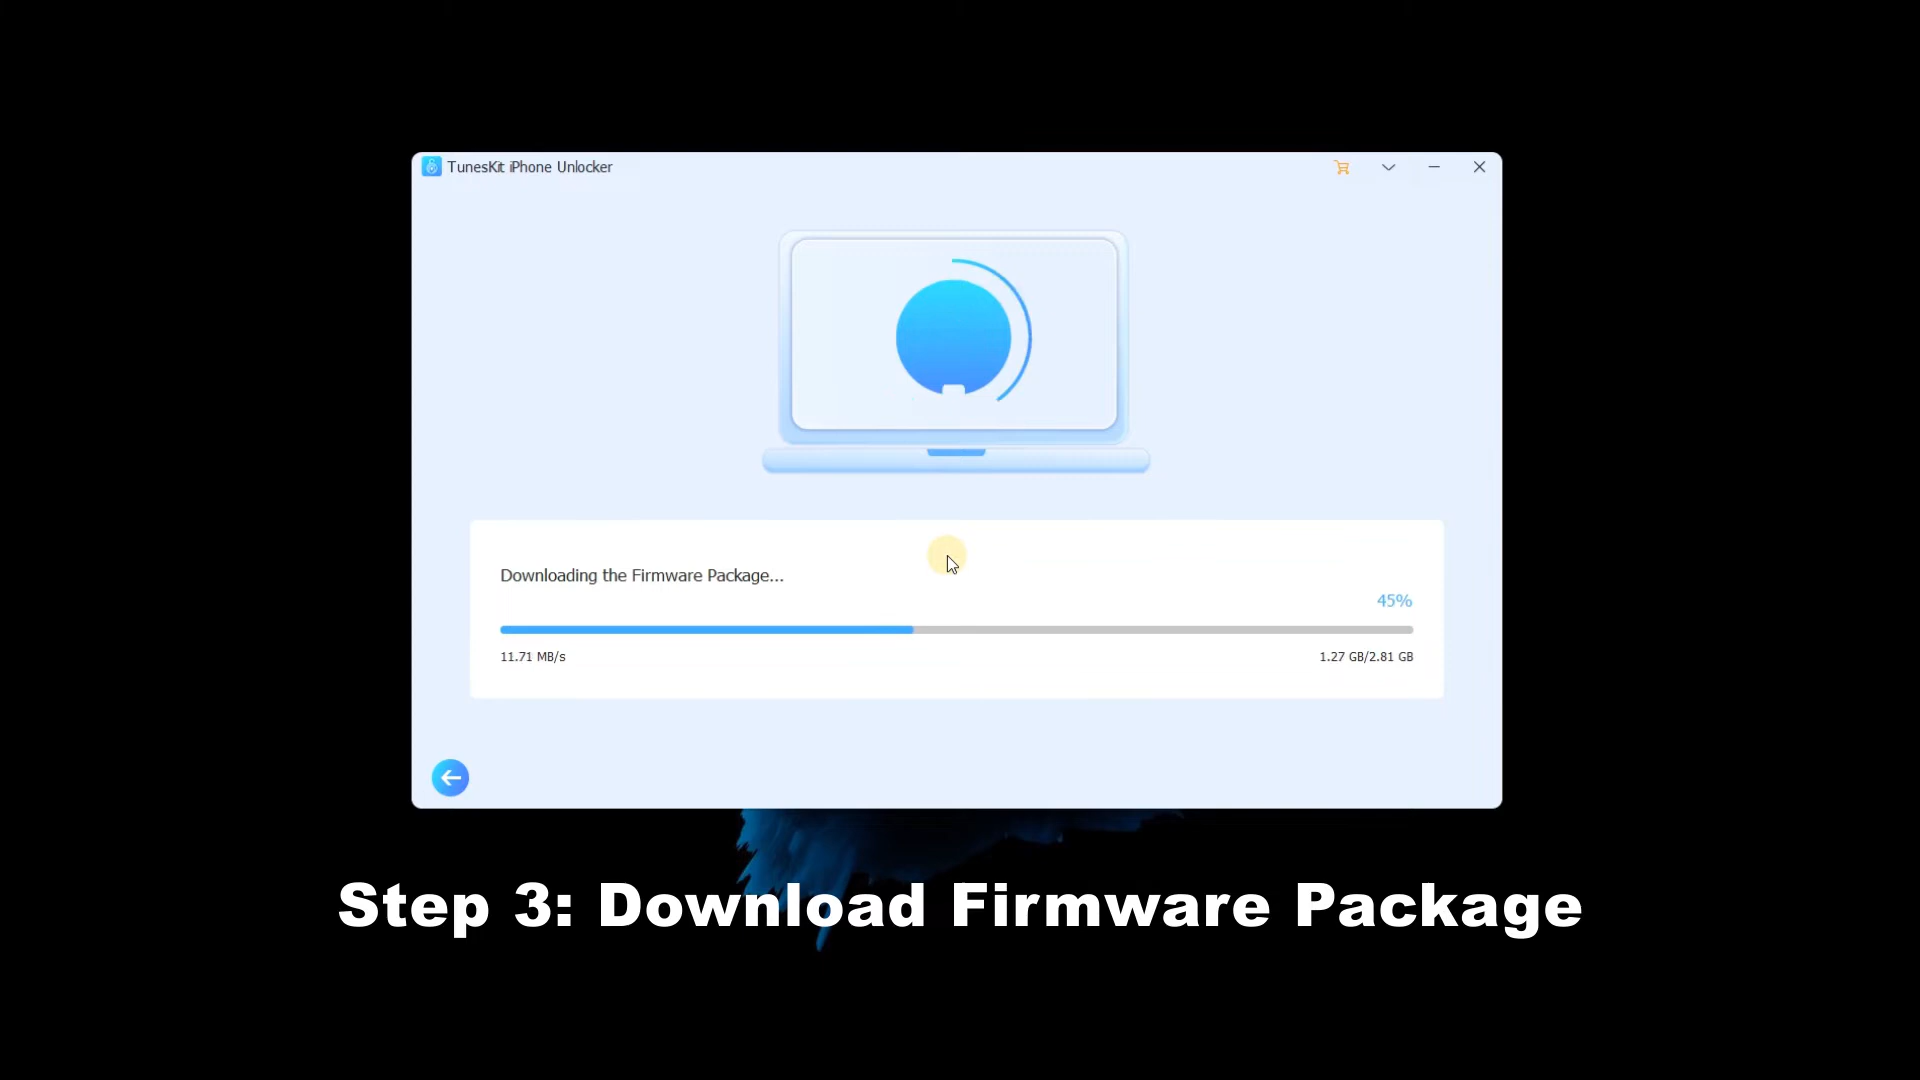 TunesKit iPhone Unlocker
Downloading the Firmware Package...
45%
11.71 MB/s
1.27 GB/2.81 GB
Step 3: Download Firmware Package